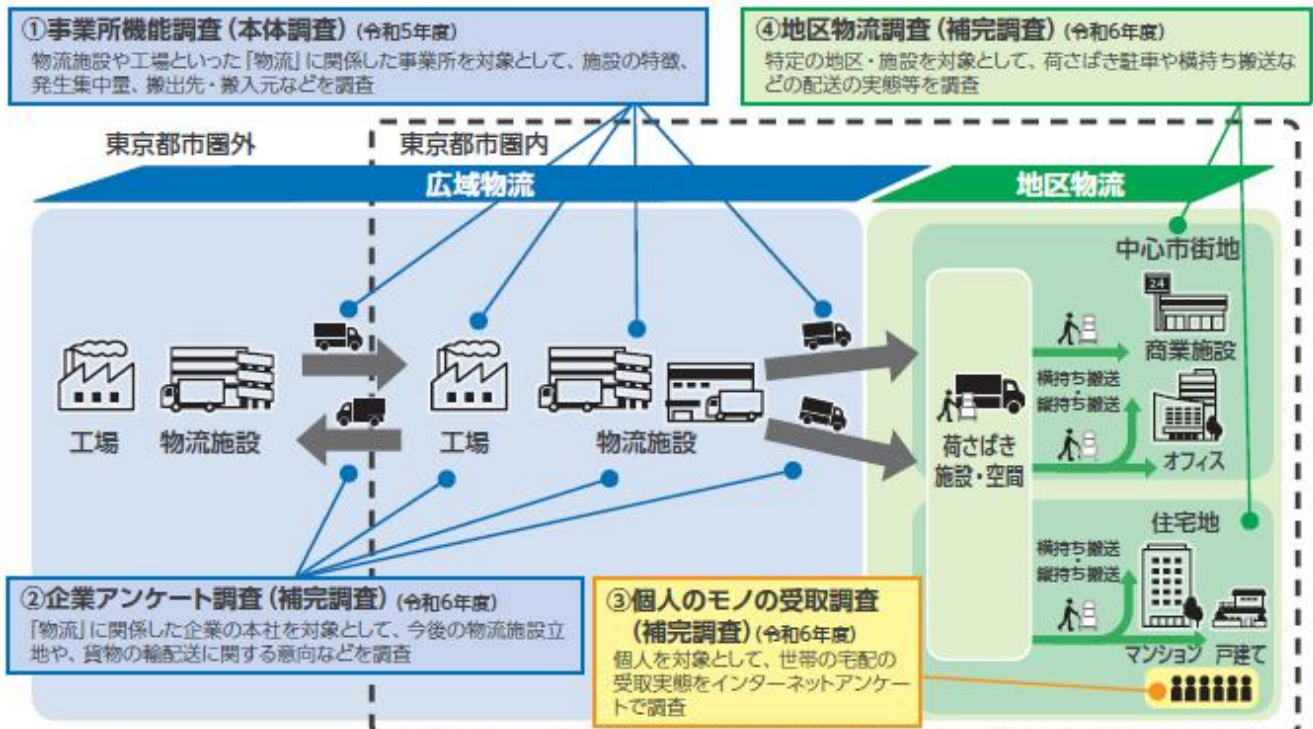 ①事業所機能調査(本体調査)(令和5年度)
物流施設や工場といった「物流」に関係した事業所を対象として、施設の特徴、
発生集中量、搬出先・搬入元などを調査
④地区物流調査(補完調査)(令和6年度)
特定の地区・施設を対象として、荷さばき駐車や横持ち搬送な
どの配送の実態等を調査
東京都市圏外
東京都市圏内
広域物流
地区物流
中心市街地
24
商業施設
横持ち搬送
・
縦持ち搬送
オフィス
工場
物流施設
工場
物流施設
荷さばき
施設・空間
住宅地
横持ち搬送
・
縦持ち搬送
マンション
戸建て
②企業アンケート調査(補完調査)(令和6年度)
「物流」に関係した企業の本社を対象として、今後の物流施設立
地や、貨物の輸配送に関する意向などを調査
③個人のモノの受取調査
(補完調査)(令和6年度)
個人を対象として、世帯の宅配の
受取実態をインターネットアンケー
トで調査